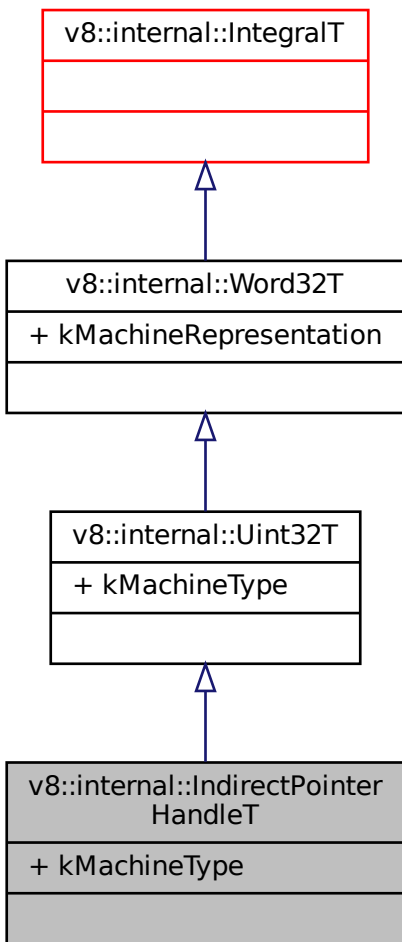 v8::internal::IntegralT
v8::internal::Word32T
+ kMachineRepresentation
v8::internal::Uint32T
+ kMachineType
v8::internal::IndirectPointer
HandleT
+ kMachineType